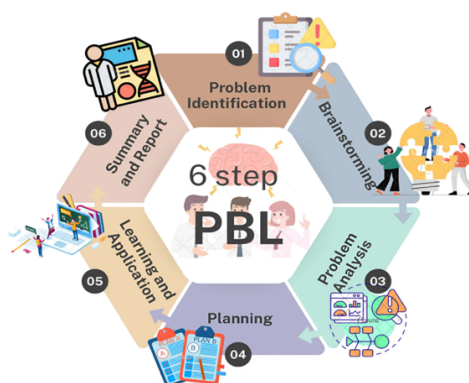 01
Problem
Identification
02
Brainstorming
03
Problem
Analysis
04
Planning
05
Learning and
Application
06
Summary
and Report
6 step
PBL
PLAN B
A
B